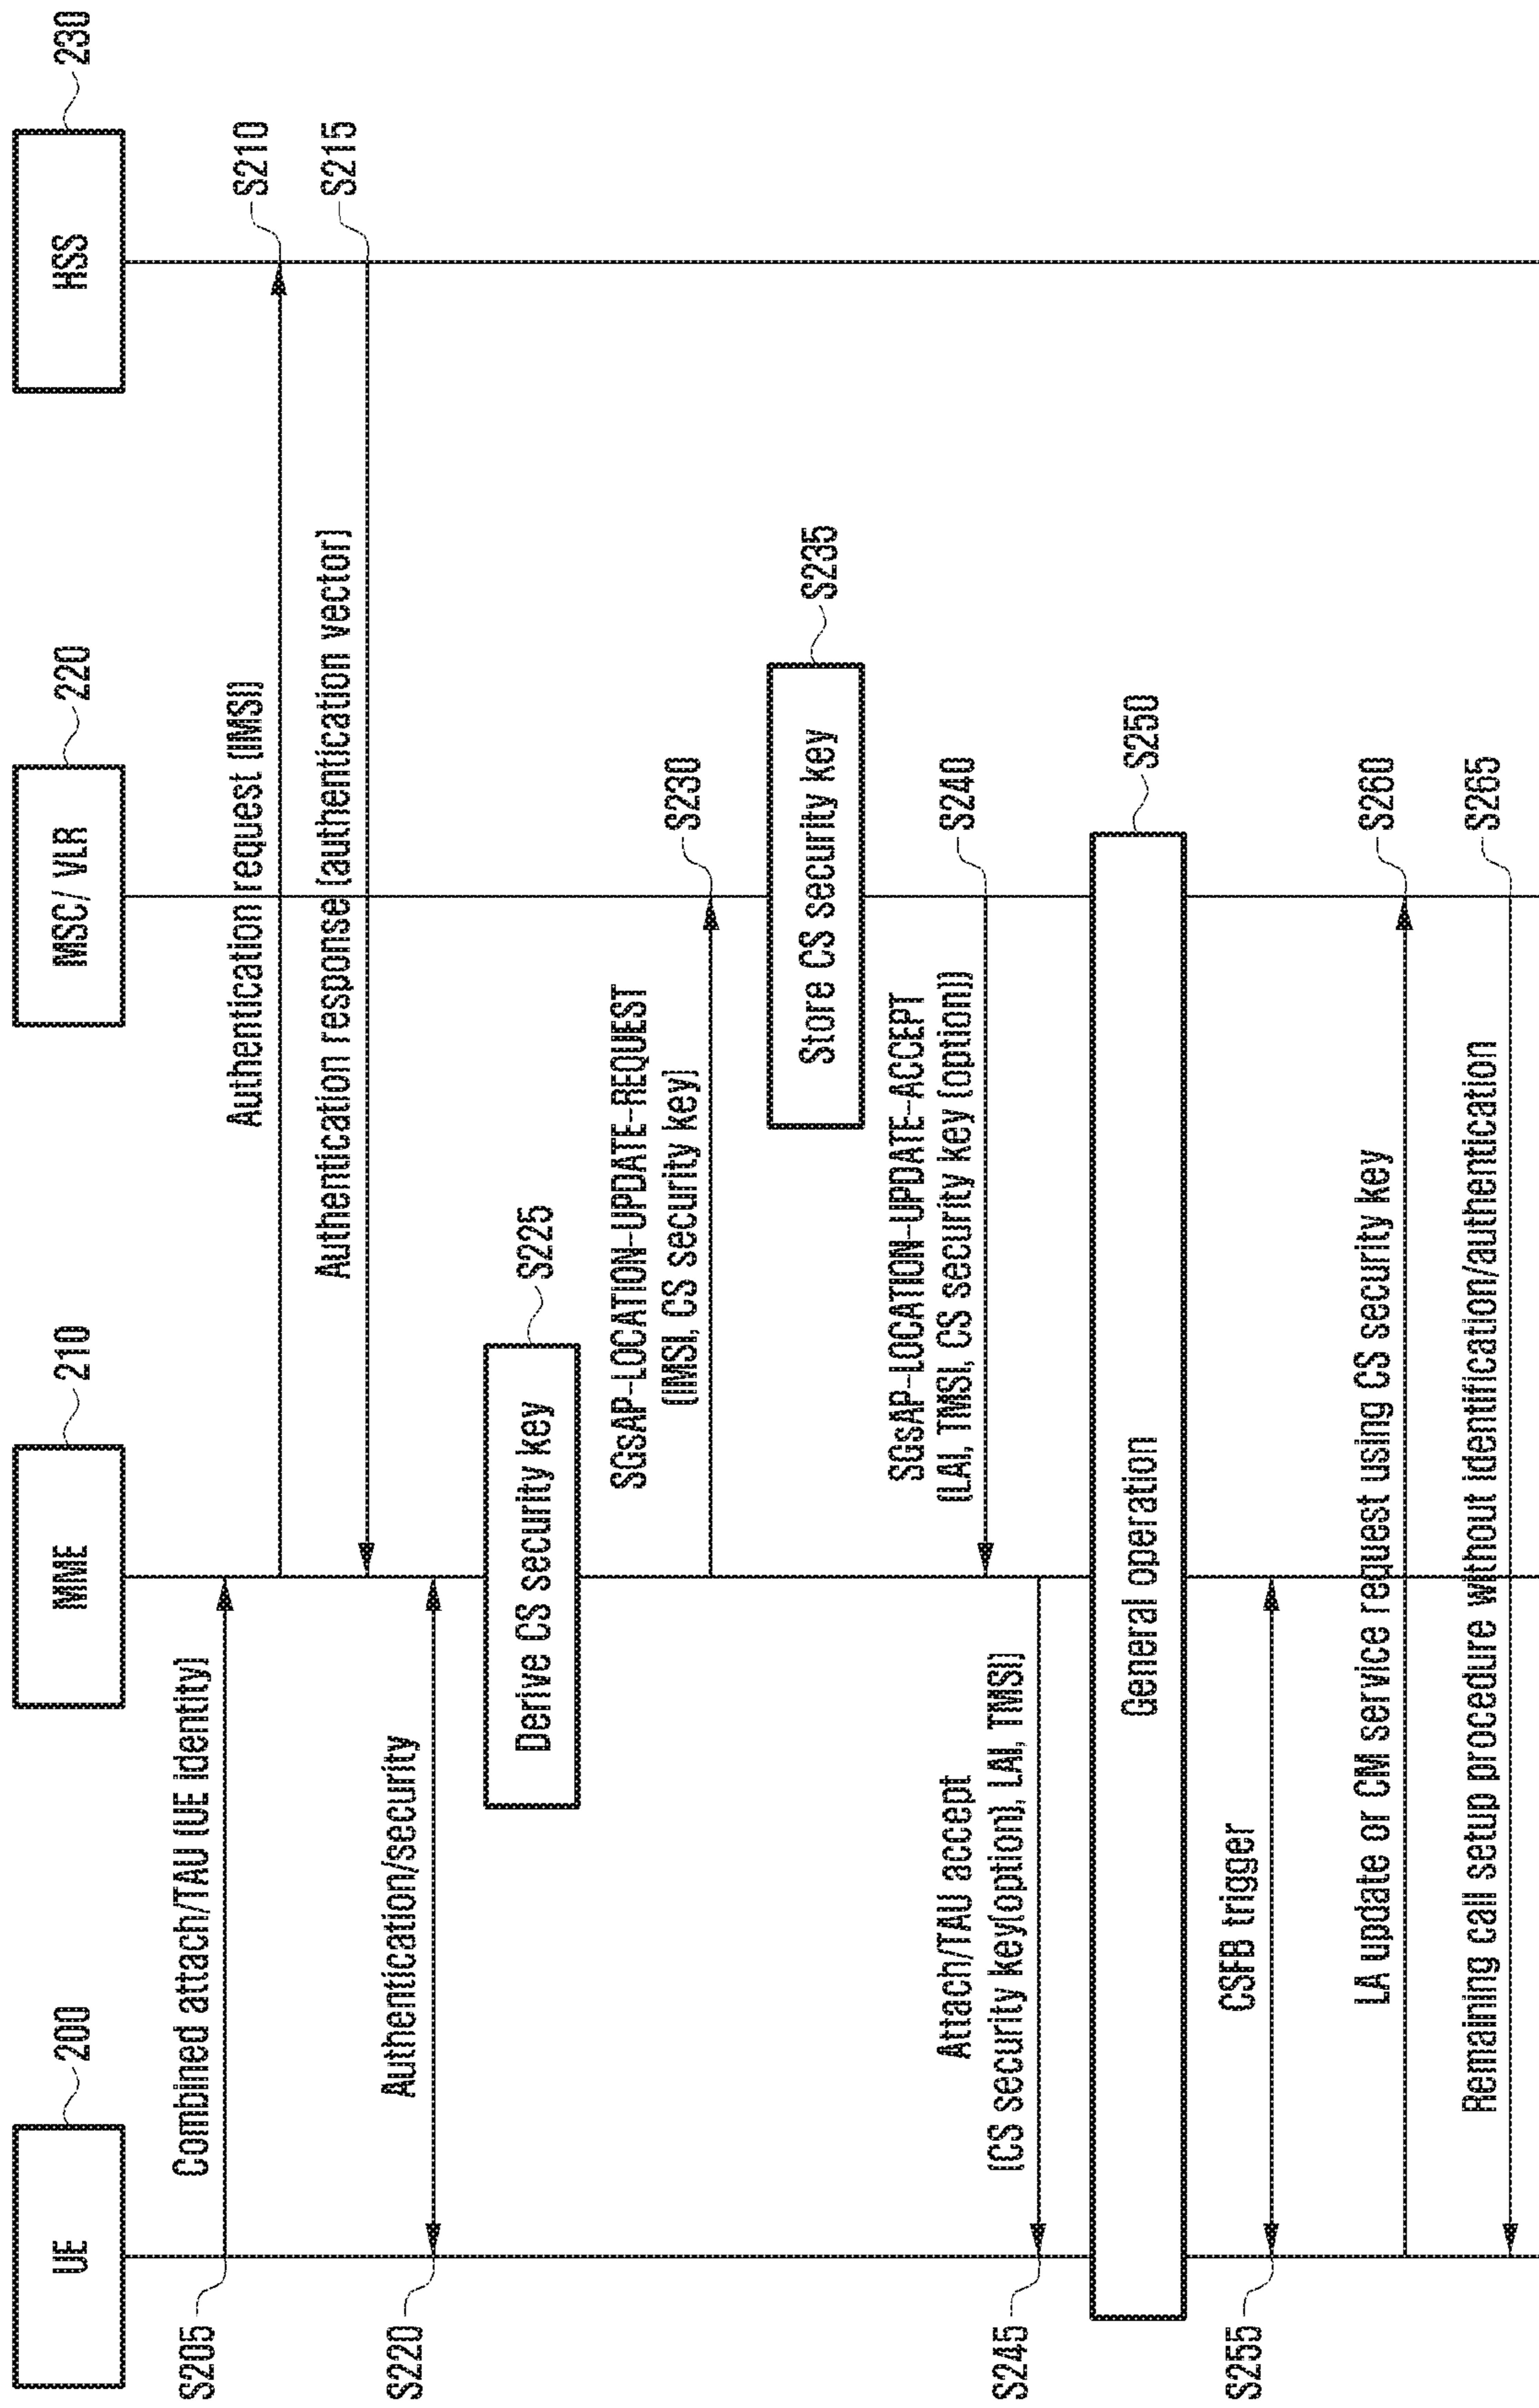 UE
200
MME
210
MSC/ VLR
220
HSS
230
S205
Combined attach/TAU (UE identity)
Authentication request (IMSI)
S210
Authentication response (authentication vector)
S215
S220
Authentication/security
Derive CS security key
S225
SGsAP-LOCATION-UPDATE-REQUEST
(IMSI, CS security key)
S230
Store CS security key
S235
SGsAP-LOCATION-UPDATE-ACCEPT
(LAI, TMSI, CS security key (option))
S240
S245
Attach/TAU accept
(CS security key(option), LAI, TMSI)
General operation
S250
S255
CSFB trigger
LA update or CM service request using CS security key
S260
Remaining call setup procedure without identification/authentication
S265